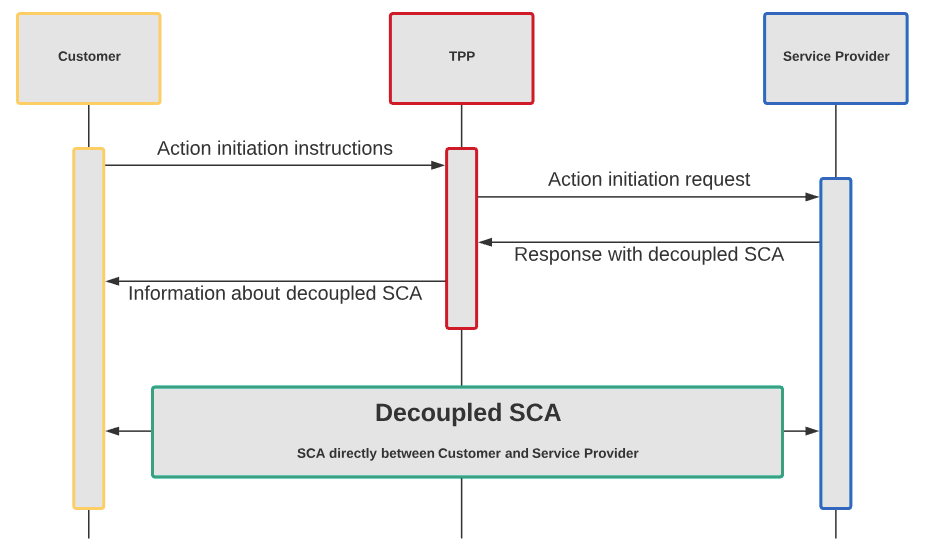 Customer
TPP
Service Provider
Action initiation instructions
Action initiation request
Response with decoupled SCA
Information about decoupled SCA
Decoupled SCA
SCA directly between Customer and Service Provider